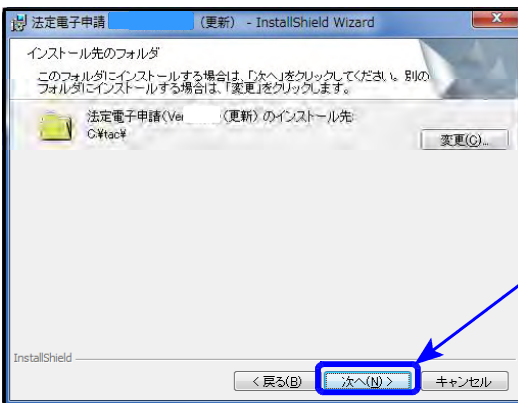 法定電子申請 (更新) - InstallShield Wizard
インストール先のフォルダ
このフォルダにインストールする場合は、「次へ」をクリックしてください。別の
フォルダにインストールする場合は、「変更」をクリックします。
法定電子申請(Ver (更新) のインストール先:
C:¥tac¥
変更(C)...
InstallShield
< 戻る(B)
次へ(N) >
キャンセル